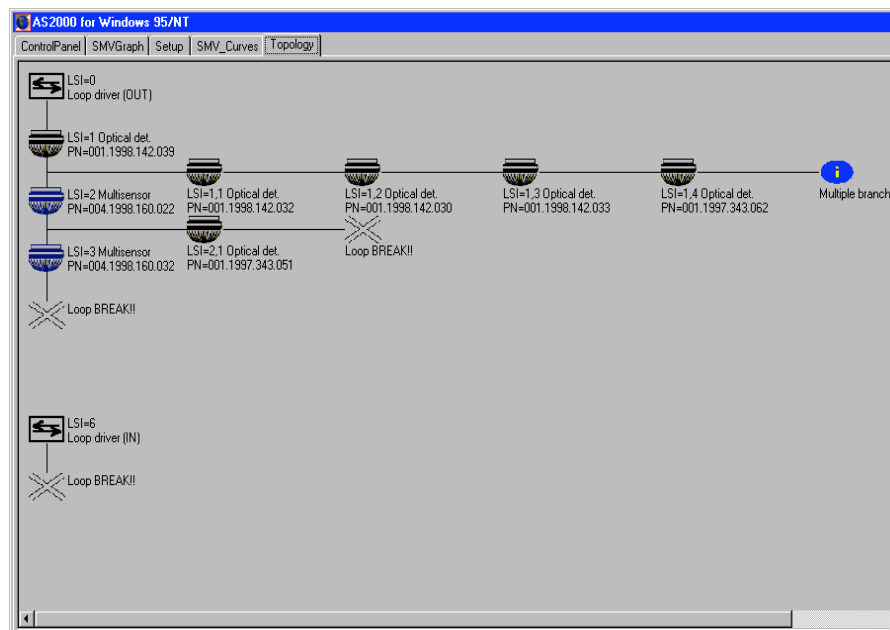 AS2000 for Windows 95/NT
ControlPanel SMVGraph Setup SMV_Curves Topology
LSI=0
Loop driver (OUT)
LSI=1 Optical det.
PN=001.1998.142.039
LSI=2 Multisensor
PN=004.1998.160.022
LSI=1,1 Optical det.
PN=001.1998.142.032
LSI=1,2 Optical det.
PN=001.1998.142.030
LSI=1,3 Optical det.
PN=001.1998.142.033
LSI=1,4 Optical det.
PN=001.1997.343.062
i
Multiple branch
LSI=3 Multisensor
PN=004.1998.160.032
LSI=2,1 Optical det.
PN=001.1997.343.051
Loop BREAK!!
Loop BREAK!!
LSI=6
Loop driver (IN)
Loop BREAK!!